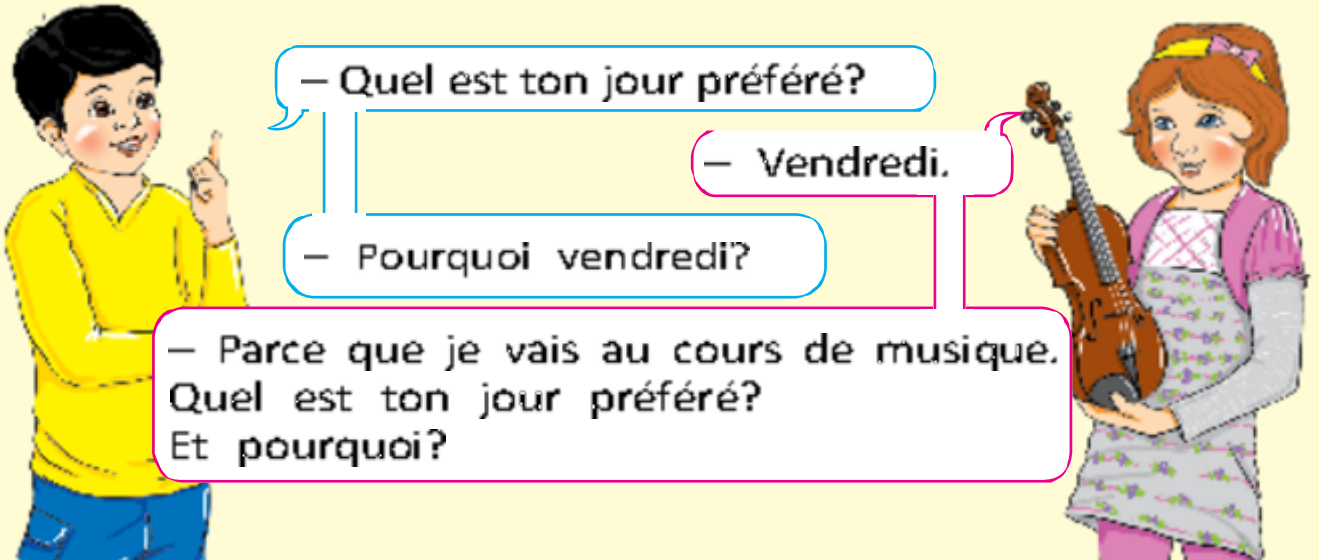 – Quel est ton jour préféré?
– Vendredi.
– Pourquoi vendredi?
– Parce que je vais au cours de musique.
Quel est ton jour préféré?
Et pourquoi?